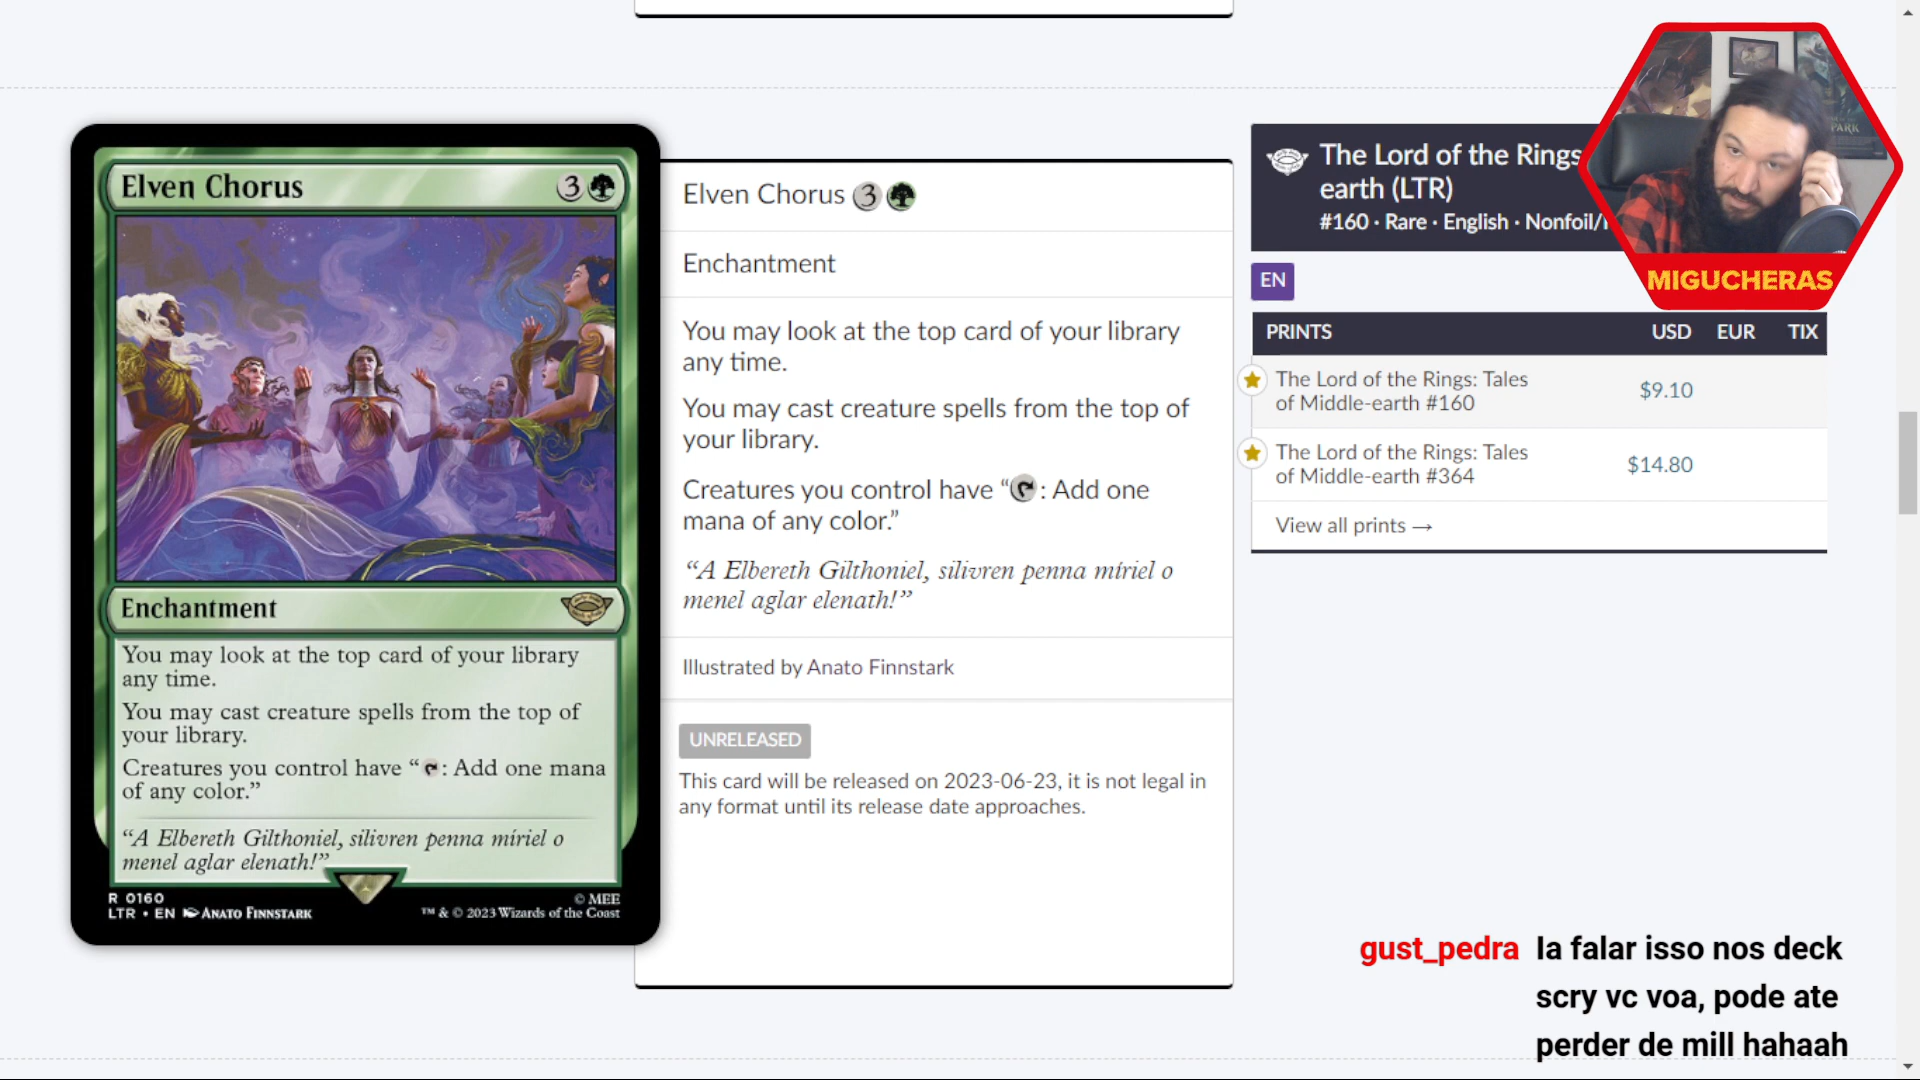 Elven Chorus 3
Enchantment
You may look at the top card of your library
any time.
You may cast creature spells from the top of
your library.
Creatures you control have “: Add one mana
of any color.”
“A Elbereth Gilthoniel, silivren penna míriel o
menel aglar elenath!”
R 0160
LTR • EN Anato Finnstark
© MEE
™ & © 2023 Wizards of the Coast
Elven Chorus 3
Enchantment
You may look at the top card of your library
any time.
You may cast creature spells from the top of
your library.
Creatures you control have “: Add one
mana of any color.”
“A Elbereth Gilthoniel, silivren penna míriel o
menel aglar elenath!”
Illustrated by Anato Finnstark
UNRELEASED
This card will be released on 2023-06-23, it is not legal in
any format until its release date approaches.
The Lord of the Rings
earth (LTR)
#160 · Rare · English · Nonfoil/
EN
PRINTS USD EUR TIX
The Lord of the Rings: Tales
of Middle-earth #160
$9.10
The Lord of the Rings: Tales
of Middle-earth #364
$14.80
View all prints →
PARK
MIGUCHERAS
gust_pedra Ia falar isso nos deck
scry vc voa, pode ate
perder de mill hahaah